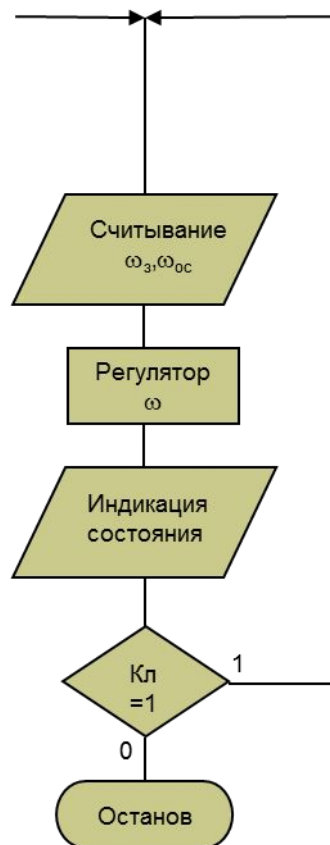 Считывание
ωз,ωос
Регулятор
ω
Индикация
состояния
Кл
=1
1
0
Останов